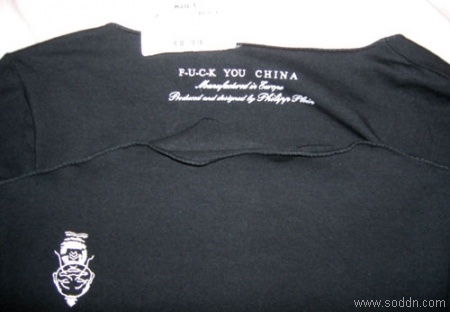 F-U-C-K YOU CHINA
Manufactured in Europe
Produced and designed by Philipp Plein
www.soddn.com